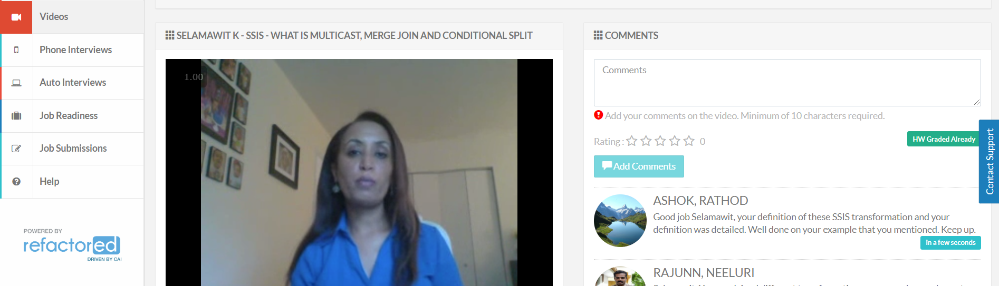 Videos
Phone Interviews
Auto Interviews
Job Readiness
Job Submissions
Help
POWERED BY
refactored
DRIVEN BY CAI
SELAMAWIT K - SSIS - WHAT IS MULTICAST, MERGE JOIN AND CONDITIONAL SPLIT
1.00
COMMENTS
Comments
Add your comments on the video. Minimum of 10 characters required.
Rating : 0
HW Graded Already
Add Comments
Contact Support
ASHOK, RATHOD
Good job Selamawit, your definition of these SSIS transformation and your
definition was detailed. Well done on your example that you mentioned. Keep up.
in a few seconds
RAJUNN, NEELURI